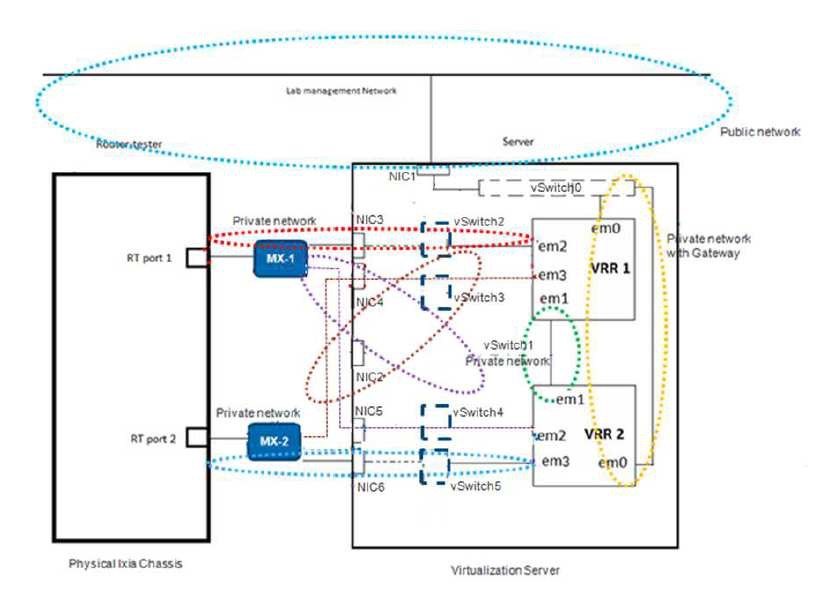 Lab management Network
Public network
Router tester
Server
NIC1
vSwitch0
Private network
NIC3
vSwitch2
em0
Private network
with Gateway
em2
RT port 1
MX-1
VRR 1
em3
NIC4
vSwitch3
em1
vSwitch1
Private network
NIC2
em1
Private network
NIC5
vSwitch4
RT port 2
MX-2
em2
VRR 2
em3
em0
NIC6
vSwitch5
Physical Ixia Chassis
Virtualization Server